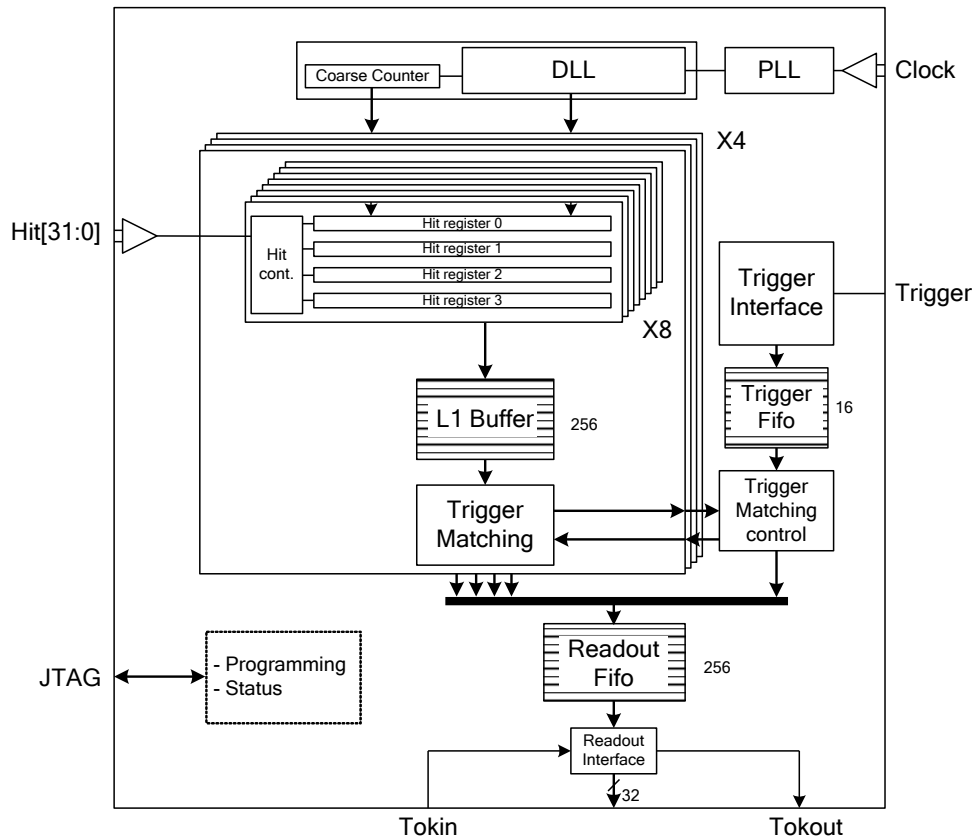 Coarse Counter
DLL
PLL
Clock
X4
Hit[31:0]
Hit
cont.
Hit register 0
Hit register 1
Hit register 2
Hit register 3
X8
Trigger
Interface
Trigger
L1 Buffer
256
Trigger
Fifo
16
Trigger
Matching
Trigger
Matching
control
JTAG
- Programming
- Status
Readout
Fifo
256
Readout
Interface
32
Tokin
Tokout